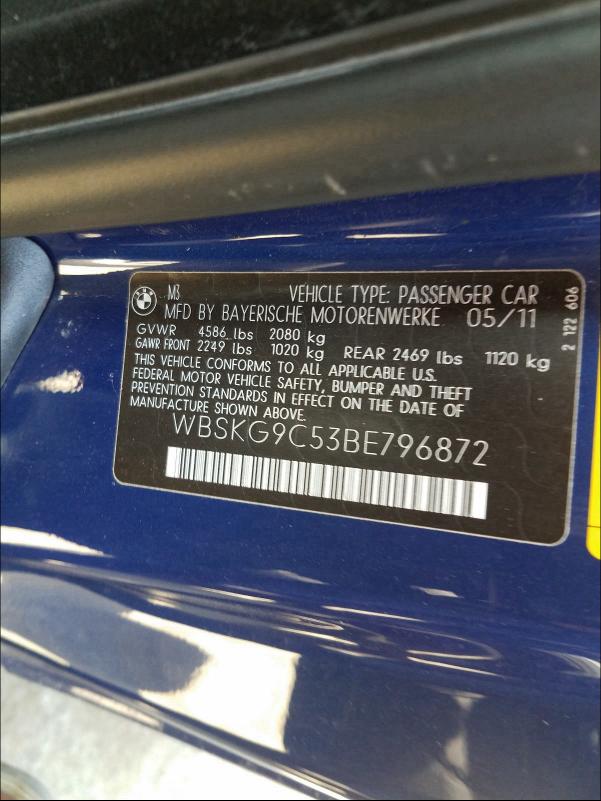 BMW
M3 VEHICLE TYPE: PASSENGER CAR
MFD BY BAYERISCHE MOTORENWERKE 05/11
GVWR 4586 lbs 2080 kg
GAWR FRONT 2249 lbs 1020 kg REAR 2469 lbs 1120 kg
THIS VEHICLE CONFORMS TO ALL APPLICABLE U.S.
FEDERAL MOTOR VEHICLE SAFETY, BUMPER AND THEFT
PREVENTION STANDARDS IN EFFECT ON THE DATE OF
MANUFACTURE SHOWN ABOVE.
WBSKG9C53BE796872
2 122 606